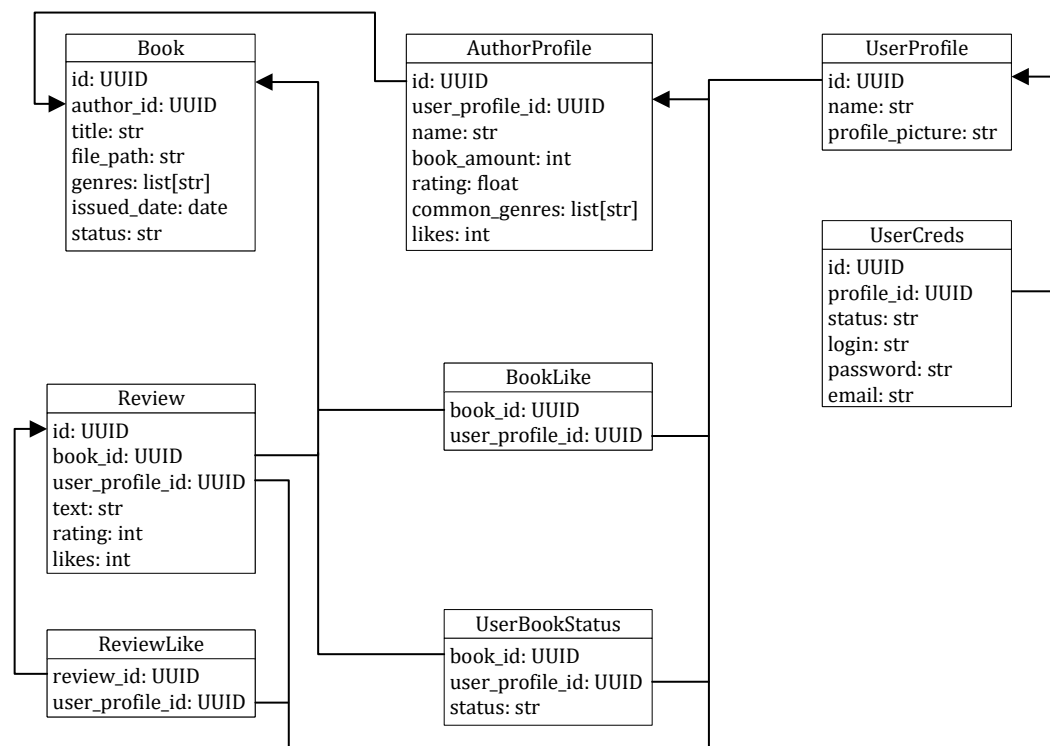 Book
id: UUID
author_id: UUID
title: str
file_path: str
genres: list[str]
issued_date: date
status: str
AuthorProfile
id: UUID
user_profile_id: UUID
name: str
book_amount: int
rating: float
common_genres: list[str]
likes: int
UserProfile
id: UUID
name: str
profile_picture: str
UserCreds
id: UUID
profile_id: UUID
status: str
login: str
password: str
email: str
Review
id: UUID
book_id: UUID
user_profile_id: UUID
text: str
rating: int
likes: int
BookLike
book_id: UUID
user_profile_id: UUID
ReviewLike
review_id: UUID
user_profile_id: UUID
UserBookStatus
book_id: UUID
user_profile_id: UUID
status: str